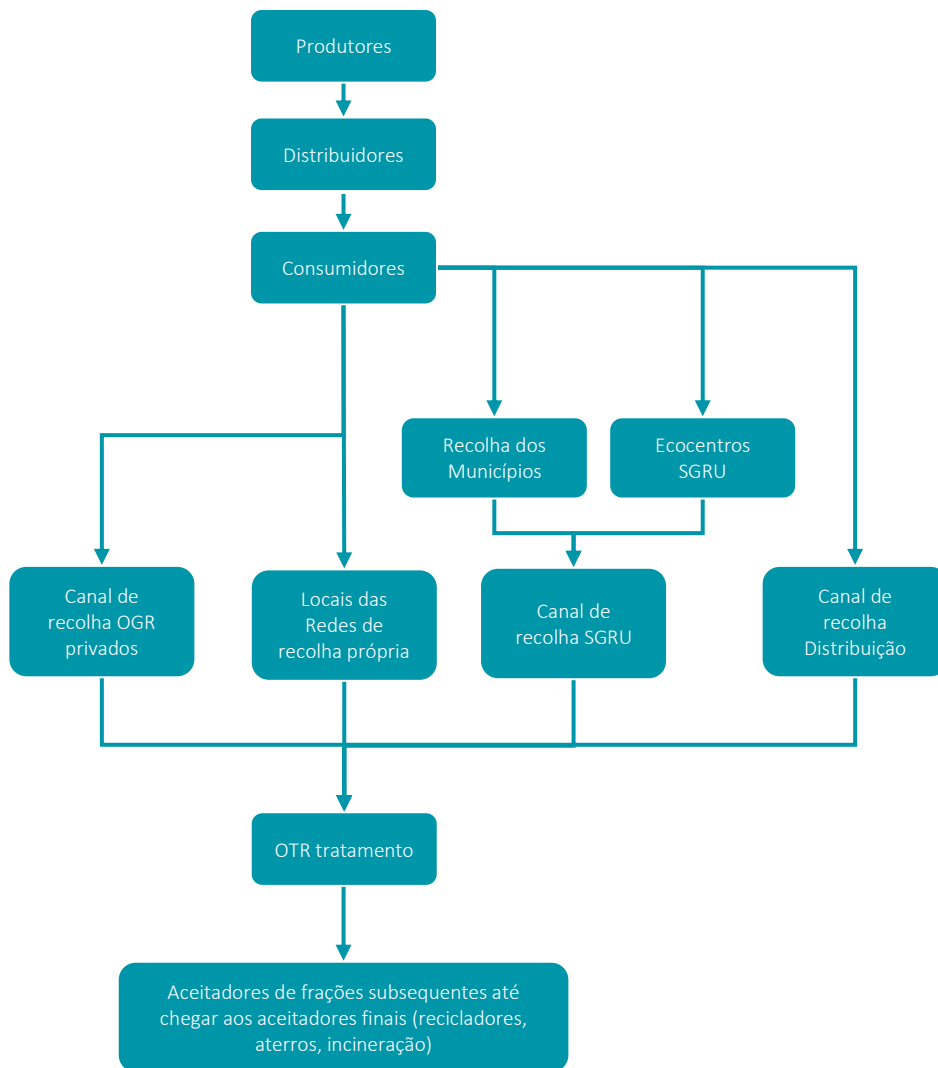 Produtores
Distribuidores
Consumidores
Recolha dos
Municípios
Ecocentros
SGRU
Canal de
recolha OGR
privados
Locais das
Redes de
recolha própria
Canal de
recolha SGRU
Canal de
recolha
Distribuição
OTR tratamento
Aceitadores de frações subsequentes até
chegar aos aceitadores finais (recicladores,
aterros, incineração)